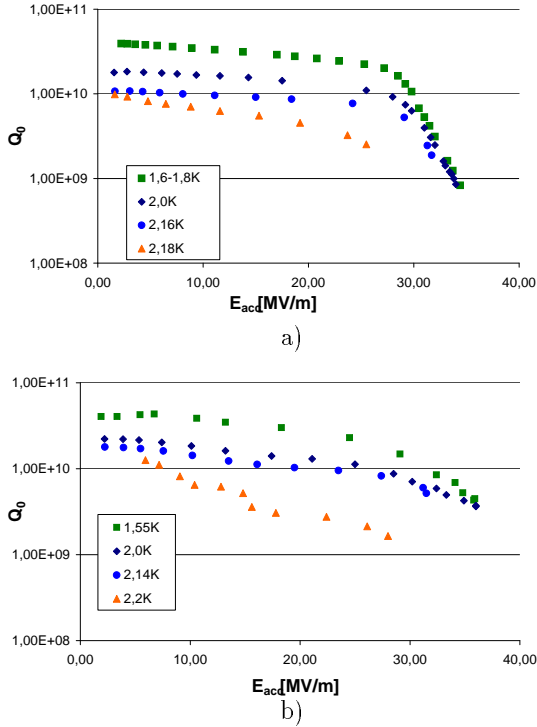 1,00E+11
1,00E+10
1,00E+09
1,00E+08
Q0
1,6-1,8K
2,0K
2,16K
2,18K
0,00 10,00 20,00 30,00 40,00
Eacc[MV/m]
a)
1,00E+11
1,00E+10
1,00E+09
1,00E+08
Q0
1,55K
2,0K
2,14K
2,2K
0,00 10,00 20,00 30,00 40,00
Eacc[MV/m]
b)